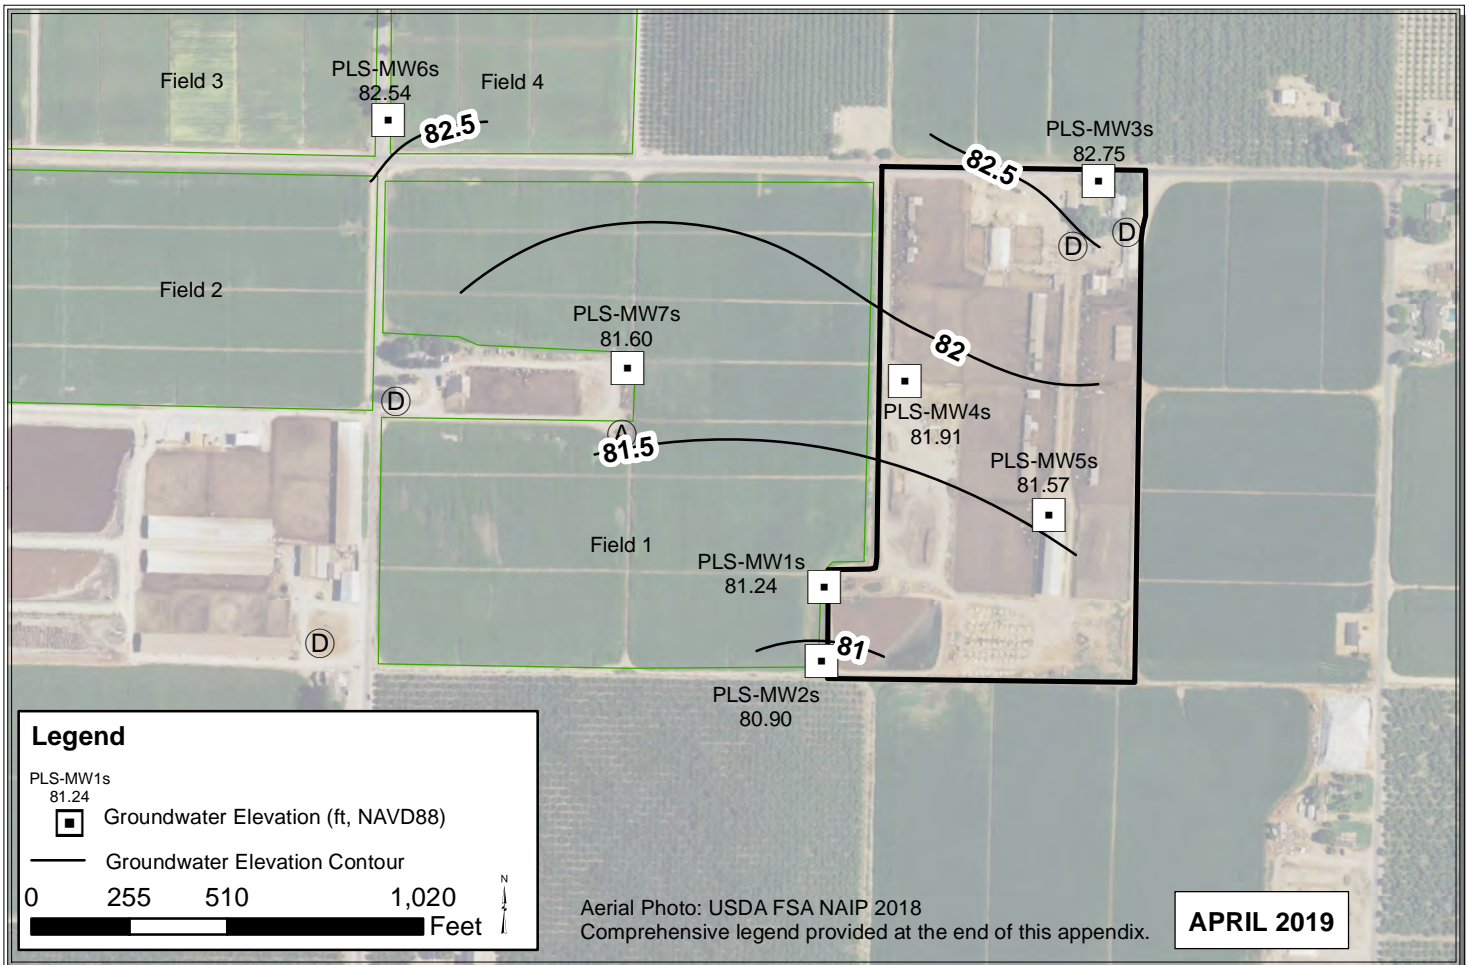 Field 3
PLS-MW6s
82.54
Field 4
82.5
PLS-MW3s
82.75
82.5
D
D
Field 2
PLS-MW7s
81.60
82
D
PLS-MW4s
81.91
A
81.5
PLS-MW5s
81.57
Field 1
PLS-MW1s
81.24
D
81
PLS-MW2s
80.90
Legend
PLS-MW1s
81.24
Groundwater Elevation (ft, NAVD88)
Groundwater Elevation Contour
0 255 510 1,020
Feet
N
Aerial Photo: USDA FSA NAIP 2018
Comprehensive legend provided at the end of this appendix.
APRIL 2019